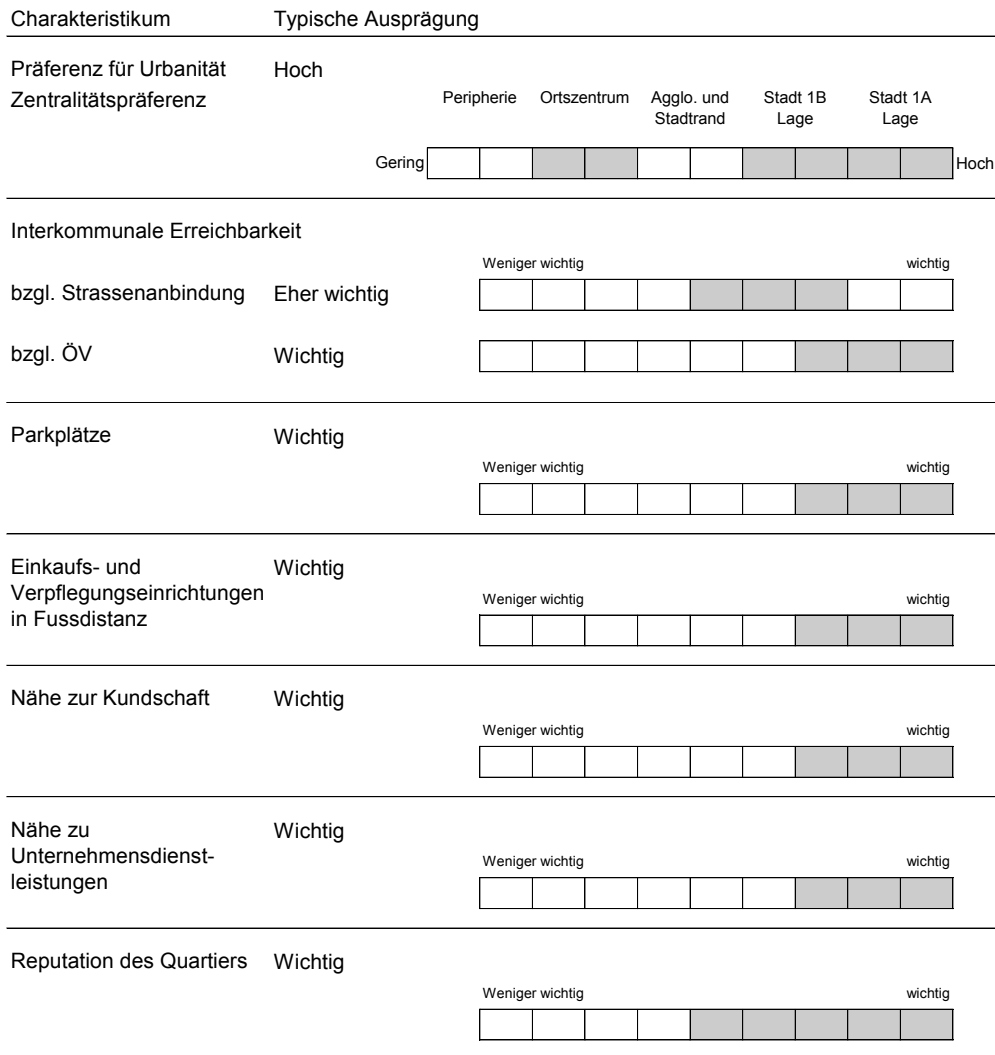 Charakteristikum Typische Ausprägung
Präferenz für Urbanität Hoch
Zentralitätspräferenz
Peripherie Ortszentrum Agglo. und Stadtrand Stadt 1B Lage Stadt 1A Lage
Gering Hoch
Interkommunale Erreichbarkeit
Weniger wichtig wichtig
bzgl. Strassenanbindung Eher wichtig
bzgl. ÖV Wichtig
Parkplätze Wichtig
Weniger wichtig wichtig
Einkaufs- und Wichtig
Verpflegungseinrichtungen
in Fussdistanz
Weniger wichtig wichtig
Nähe zur Kundschaft Wichtig
Weniger wichtig wichtig
Nähe zu Wichtig
Unternehmensdienst-
leistungen
Weniger wichtig wichtig
Reputation des Quartiers Wichtig
Weniger wichtig wichtig